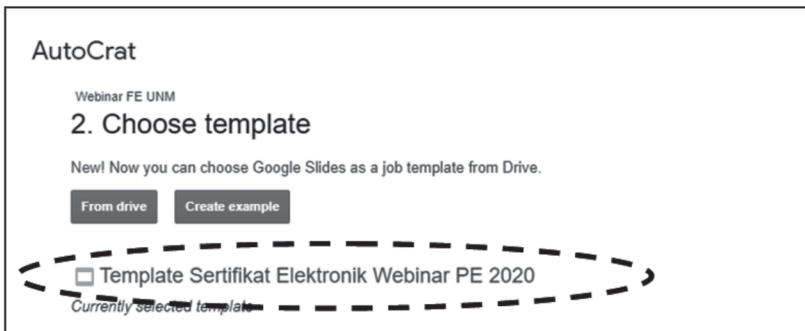 AutoCrat
Webinar FE UNM
2. Choose template
New! Now you can choose Google Slides as a job template from Drive.
From drive Create example
Template Sertifikat Elektronik Webinar PE 2020
Currently selected template